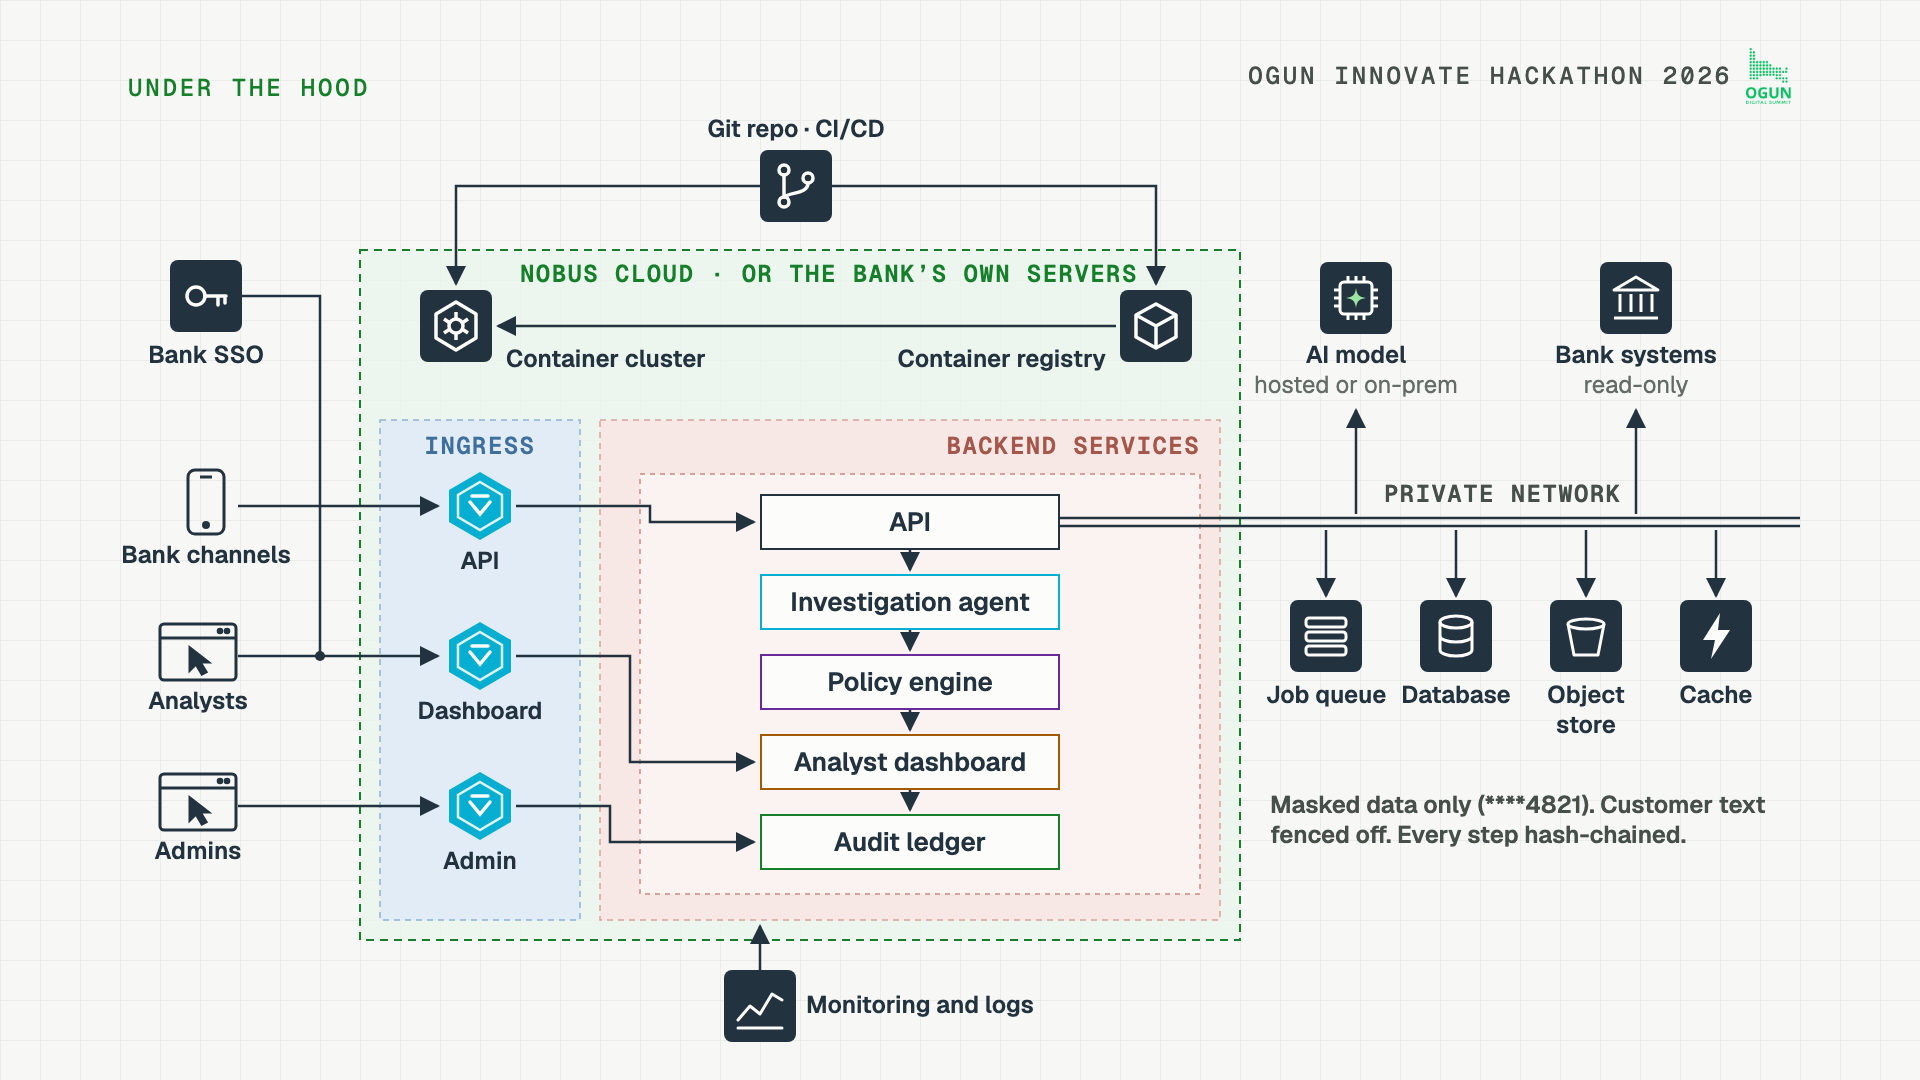 UNDER THE HOOD
OGUN INNOVATE HACKATHON 2026
OGUN
DIGITAL SUMMIT
Git repo · CI/CD
NOBUS CLOUD · OR THE BANK’S OWN SERVERS
Bank SSO
Container cluster
Container registry
AI model
hosted or on-prem
Bank systems
read-only
INGRESS
BACKEND SERVICES
PRIVATE NETWORK
Bank channels
API
API
Investigation agent
Policy engine
Analyst dashboard
Audit ledger
Analysts
Dashboard
Job queue
Database
Object
store
Cache
Admins
Admin
Masked data only (****4821). Customer text
fenced off. Every step hash-chained.
Monitoring and logs